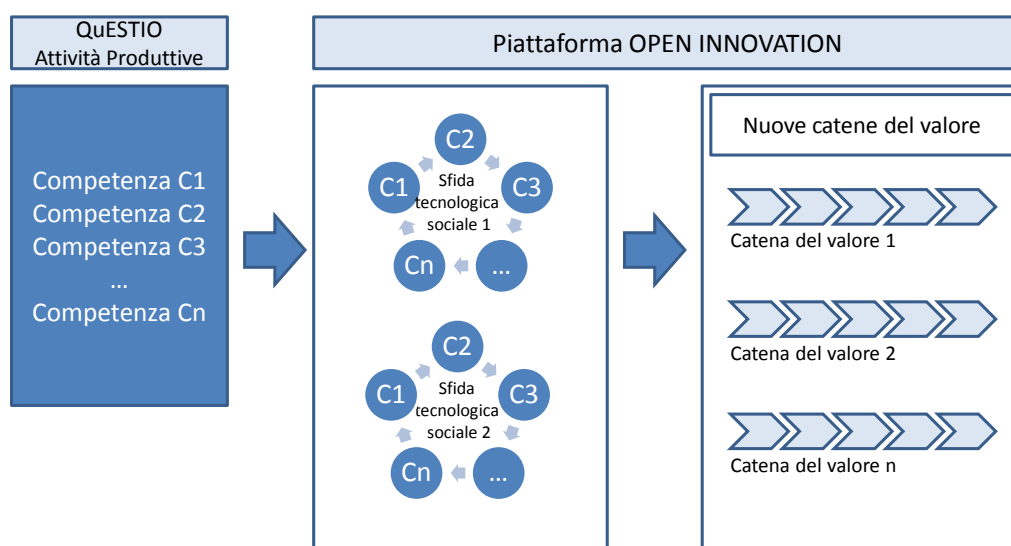 QuESTIO
Attività Produttive
Piattaforma OPEN INNOVATION
Competenza C1
Competenza C2
Competenza C3
...
Competenza Cn
C2
C1
C3
Sfida
tecnologica
sociale 1
Cn
...
C2
C1
C3
Sfida
tecnologica
sociale 2
Cn
...
Nuove catene del valore
Catena del valore 1
Catena del valore 2
Catena del valore n